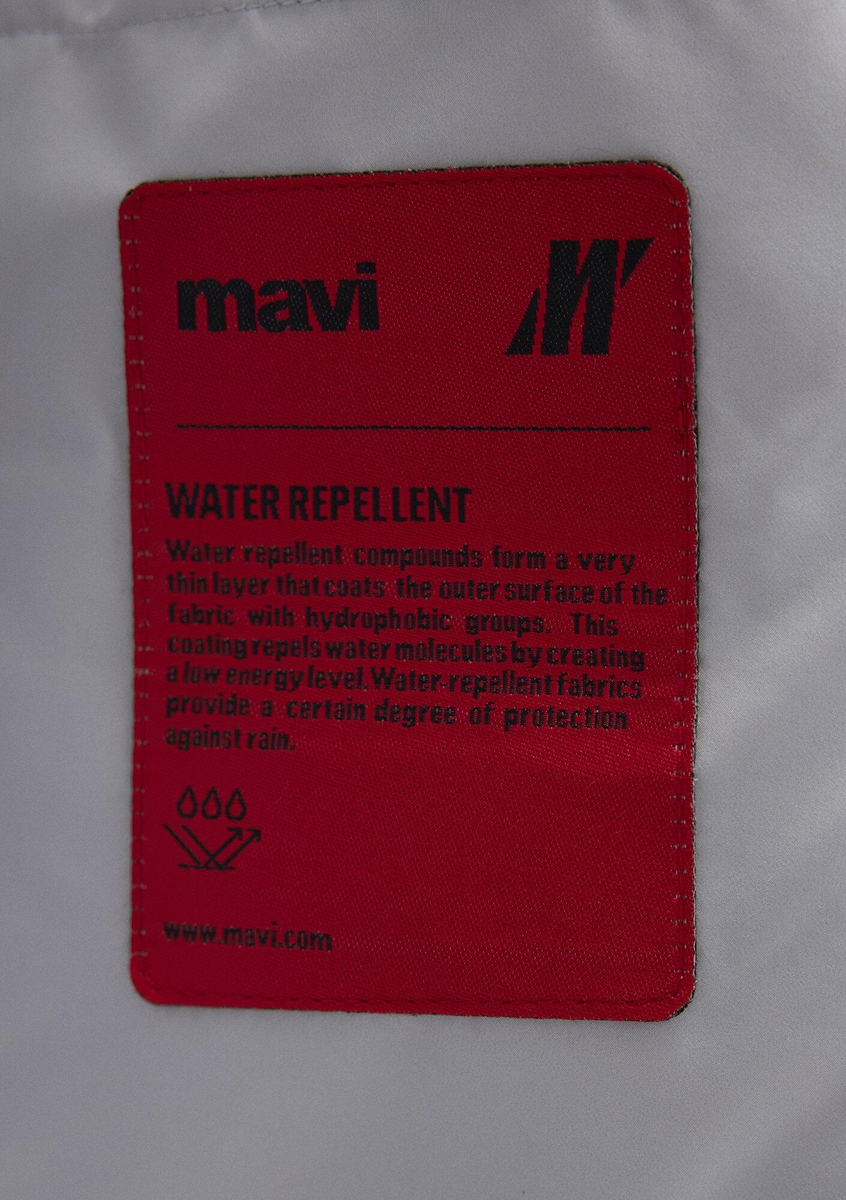 mavi
M
WATER REPELLENT
Water repellent compounds form a very
thin layer that coats the outer surface of the
fabric with hydrophobic groups. This
coating repels water molecules by creating
a low energy level. Water-repellent fabrics
provide a certain degree of protection
against rain.
www.mavi.com